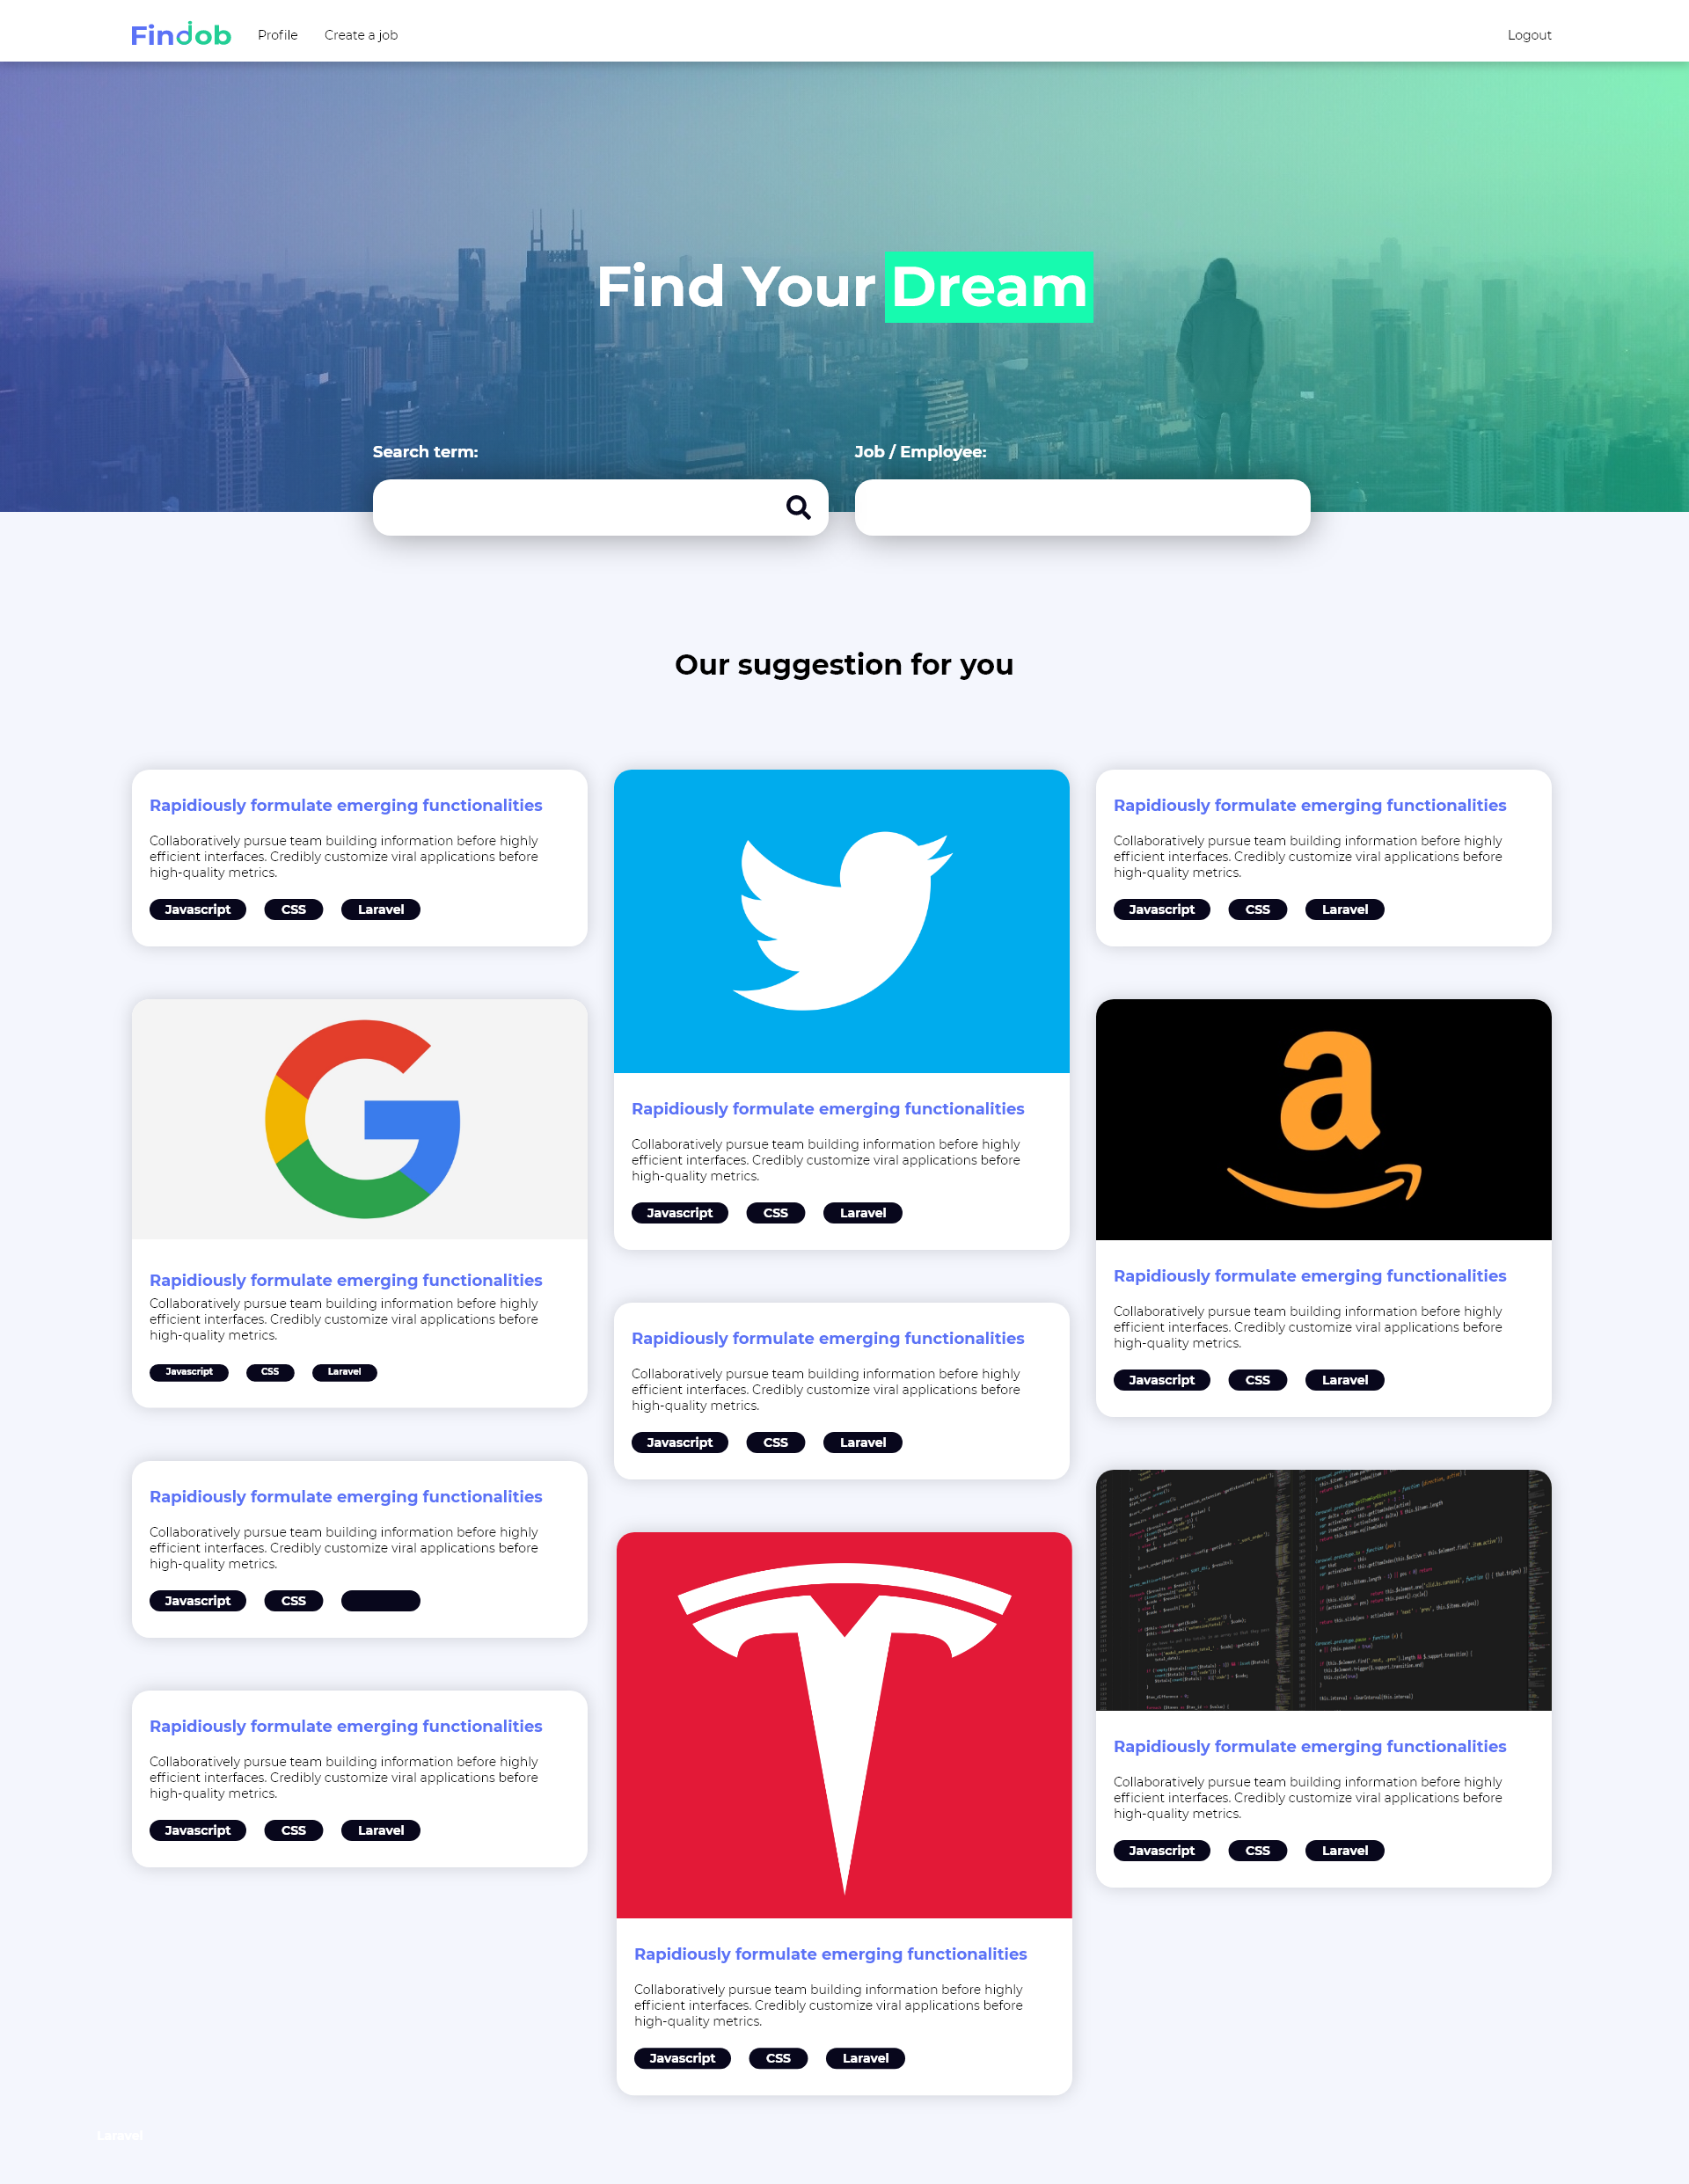 Findob
Profile
Create a job
Logout
Find Your Dream
Search term:
Job / Employee:
Our suggestion for you
Rapidiously formulate emerging functionalities
Collaboratively pursue team building information before highly
efficient interfaces. Credibly customize viral applications before
high-quality metrics.
Javascript
CSS
Laravel
Rapidiously formulate emerging functionalities
Collaboratively pursue team building information before highly
efficient interfaces. Credibly customize viral applications before
high-quality metrics.
Javascript
CSS
Laravel
Rapidiously formulate emerging functionalities
Collaboratively pursue team building information before highly
efficient interfaces. Credibly customize viral applications before
high-quality metrics.
Javascript
CSS
Rapidiously formulate emerging functionalities
Collaboratively pursue team building information before highly
efficient interfaces. Credibly customize viral applications before
high-quality metrics.
Javascript
CSS
Laravel
Rapidiously formulate emerging functionalities
Collaboratively pursue team building information before highly
efficient interfaces. Credibly customize viral applications before
high-quality metrics.
Javascript
CSS
Laravel
Rapidiously formulate emerging functionalities
Collaboratively pursue team building information before highly
efficient interfaces. Credibly customize viral applications before
high-quality metrics.
Javascript
CSS
Laravel
Rapidiously formulate emerging functionalities
Collaboratively pursue team building information before highly
efficient interfaces. Credibly customize viral applications before
high-quality metrics.
Javascript
CSS
Laravel
Rapidiously formulate emerging functionalities
Collaboratively pursue team building information before highly
efficient interfaces. Credibly customize viral applications before
high-quality metrics.
Javascript
CSS
Laravel
a
Rapidiously formulate emerging functionalities
Collaboratively pursue team building information before highly
efficient interfaces. Credibly customize viral applications before
high-quality metrics.
Javascript
CSS
Laravel
Rapidiously formulate emerging functionalities
Collaboratively pursue team building information before highly
efficient interfaces. Credibly customize viral applications before
high-quality metrics.
Javascript
CSS
Laravel
Laravel